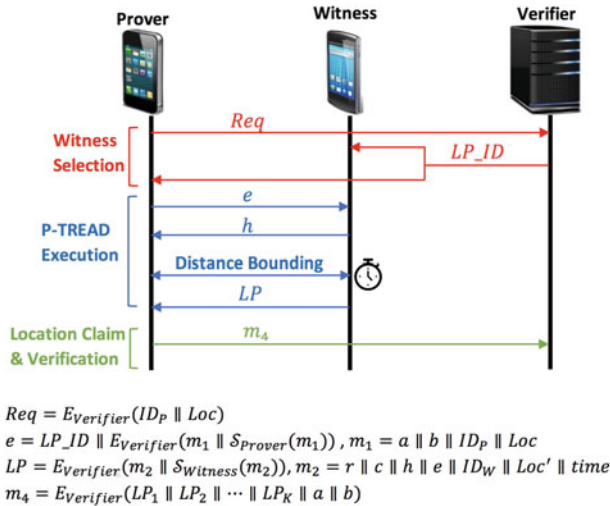 Prover Witness Verifier
Req
Witness
Selection
LP_ID
e
P-TREAD
Execution
h
Distance Bounding
LP
Location Claim
& Verification
m₄
Req = E_Verifier(ID_P ∥ Loc)
e = LP_ID ∥ E_Verifier(m₁ ∥ S_Prover(m₁)) , m₁ = a ∥ b ∥ ID_P ∥ Loc
LP = E_Verifier(m₂ ∥ S_Witness(m₂)), m₂ = r ∥ c ∥ h ∥ e ∥ ID_W ∥ Loc′ ∥ time
m₄ = E_Verifier(LP₁ ∥ LP₂ ∥ ⋯ ∥ LP_K ∥ a ∥ b)